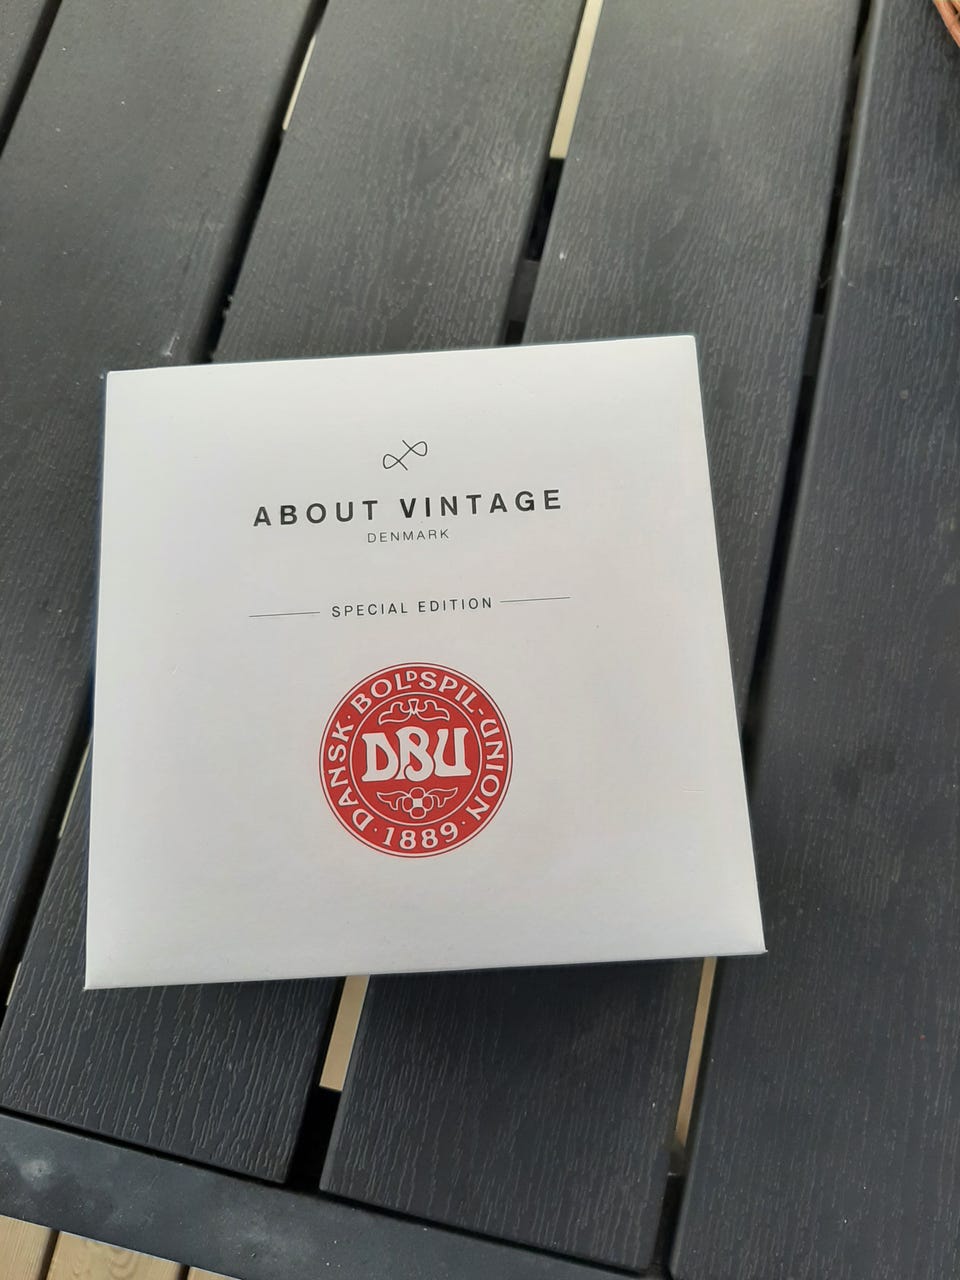 ABOUT VINTAGE
DENMARK
SPECIAL EDITION
DANSK · BOLDSPIL-UNION
DBU
· 1889 ·